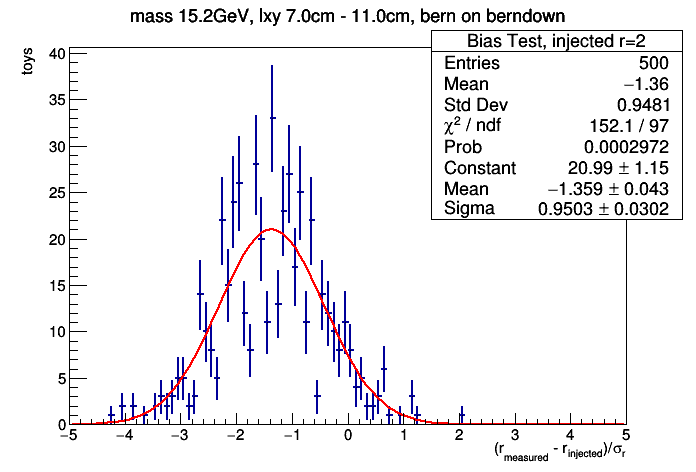 mass 15.2GeV, lxy 7.0cm - 11.0cm, bern on berndown
Bias Test, injected r=2
Entries 500
Mean −1.36
Std Dev 0.9481
χ² / ndf 152.1 / 97
Prob 0.0002972
Constant 20.99 ± 1.15
Mean −1.359 ± 0.043
Sigma 0.9503 ± 0.0302
toys
40
35
30
25
20
15
10
5
0
−5 −4 −3 −2 −1 0 1 2 3 4 5
(r_measured - r_injected)/σ_r